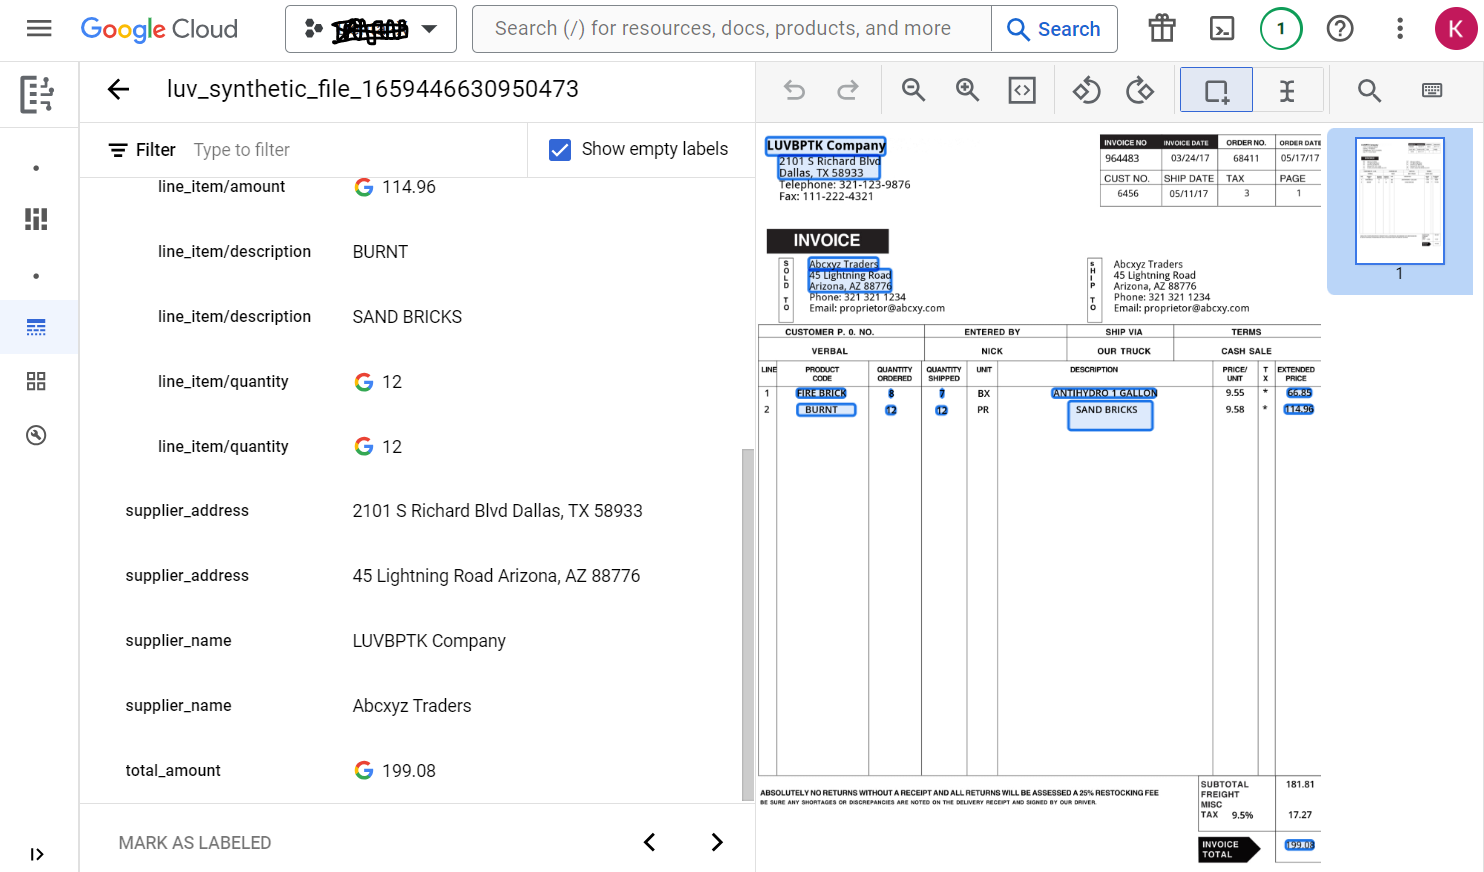 Google Cloud
Search (/) for resources, docs, products, and more
Search
1
K
luv_synthetic_file_1659446630950473
Filter
Type to filter
Show empty labels
line_item/amount 114.96
line_item/description BURNT
line_item/description SAND BRICKS
line_item/quantity 12
line_item/quantity 12
supplier_address 2101 S Richard Blvd Dallas, TX 58933
supplier_address 45 Lightning Road Arizona, AZ 88776
supplier_name LUVBPTK Company
supplier_name Abcxyz Traders
total_amount 199.08
MARK AS LABELED
LUVBPTK Company
2101 S Richard Blvd
Dallas, TX 58933
Telephone: 321-123-9876
Fax: 111-222-4321
INVOICE NO INVOICE DATE ORDER NO. ORDER DATE
964483 03/24/17 68411 05/17/17
CUST NO. SHIP DATE TAX PAGE
6456 05/11/17 3 1
INVOICE
SOLD TO
Abcxyz Traders
45 Lightning Road
Arizona, AZ 88776
Phone: 321 321 1234
Email: proprietor@abcxy.com
SHIP TO
Abcxyz Traders
45 Lightning Road
Arizona, AZ 88776
Phone: 321 321 1234
Email: proprietor@abcxy.com
CUSTOMER P. O. NO. ENTERED BY SHIP VIA TERMS
VERBAL NICK OUR TRUCK CASH SALE
LINE PRODUCT CODE QUANTITY ORDERED QUANTITY SHIPPED UNIT DESCRIPTION PRICE/ UNIT T X EXTENDED PRICE
1 FIRE BRICK 8 7 BX ANTIHYDRO 1 GALLON 9.55 * 66.85
2 BURNT 12 12 PR SAND BRICKS 9.58 * 114.96
ABSOLUTELY NO RETURNS WITHOUT A RECEIPT AND ALL RETURNS WILL BE ASSESSED A 25% RESTOCKING FEE
BE SURE ANY SHORTAGES OR DISCREPANCIES ARE NOTED ON THE DELIVERY RECEIPT AND SIGNED BY OUR DRIVER.
SUBTOTAL 181.81
FREIGHT
MISC
TAX 9.5% 17.27
INVOICE TOTAL 199.08
1